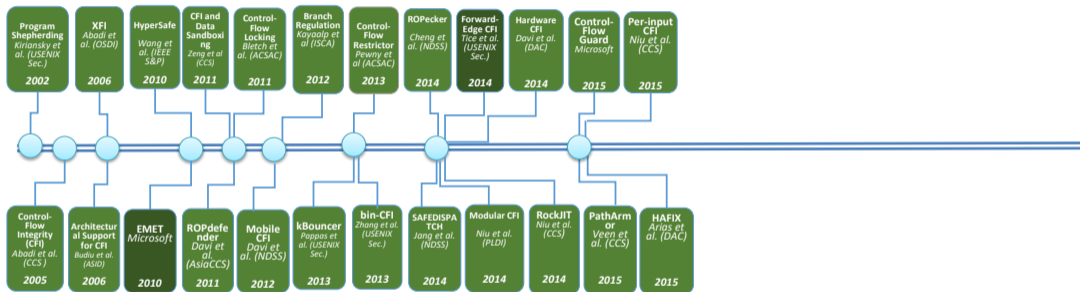 Program
Shepherding
Kiriansky et
al. (USENIX
Sec.)
2002
XFI
Abadi et
al. (OSDI)
2006
HyperSafe
Wang et
al. (IEEE
S&P)
2010
CFI and
Data
Sandboxi
ng
Zeng et al.
(CCS)
2011
Control-
Flow
Locking
Bletch et
al. (ACSAC)
2011
Branch
Regulation
Kayaalp et
al (ISCA)
2012
Control-
Flow
Restrictor
Pewny et
al (ACSAC)
2013
ROPecker
Cheng et
al. (NDSS)
2014
Forward-
Edge CFI
Tice et al.
(USENIX
Sec.)
2014
Hardware
CFI
Davi et al.
(DAC)
2014
Control-
Flow
Guard
Microsoft
2015
Per-input
CFI
Niu et al.
(CCS)
2015
Control-
Flow
Integrity
(CFI)
Abadi et al.
(CCS )
2005
Architectur
al Support
for CFI
Budiu et al.
(ASID)
2006
EMET
Microsoft
2010
ROPdefe
nder
Davi et
al.
(AsiaCCS)
2011
Mobile
CFI
Davi et
al. (NDSS)
2012
kBouncer
Pappas et
al. (USENIX
Sec.)
2013
bin-CFI
Zhang et al.
(USENIX
Sec.)
2013
SAFEDISPA
TCH
Jang et al.
(NDSS)
2014
Modular CFI
Niu et al.
(PLDI)
2014
RockJIT
Niu et al.
(CCS)
2014
PathArm
or
Veen et
al. (CCS)
2015
HAFIX
Arias et
al. (DAC)
2015